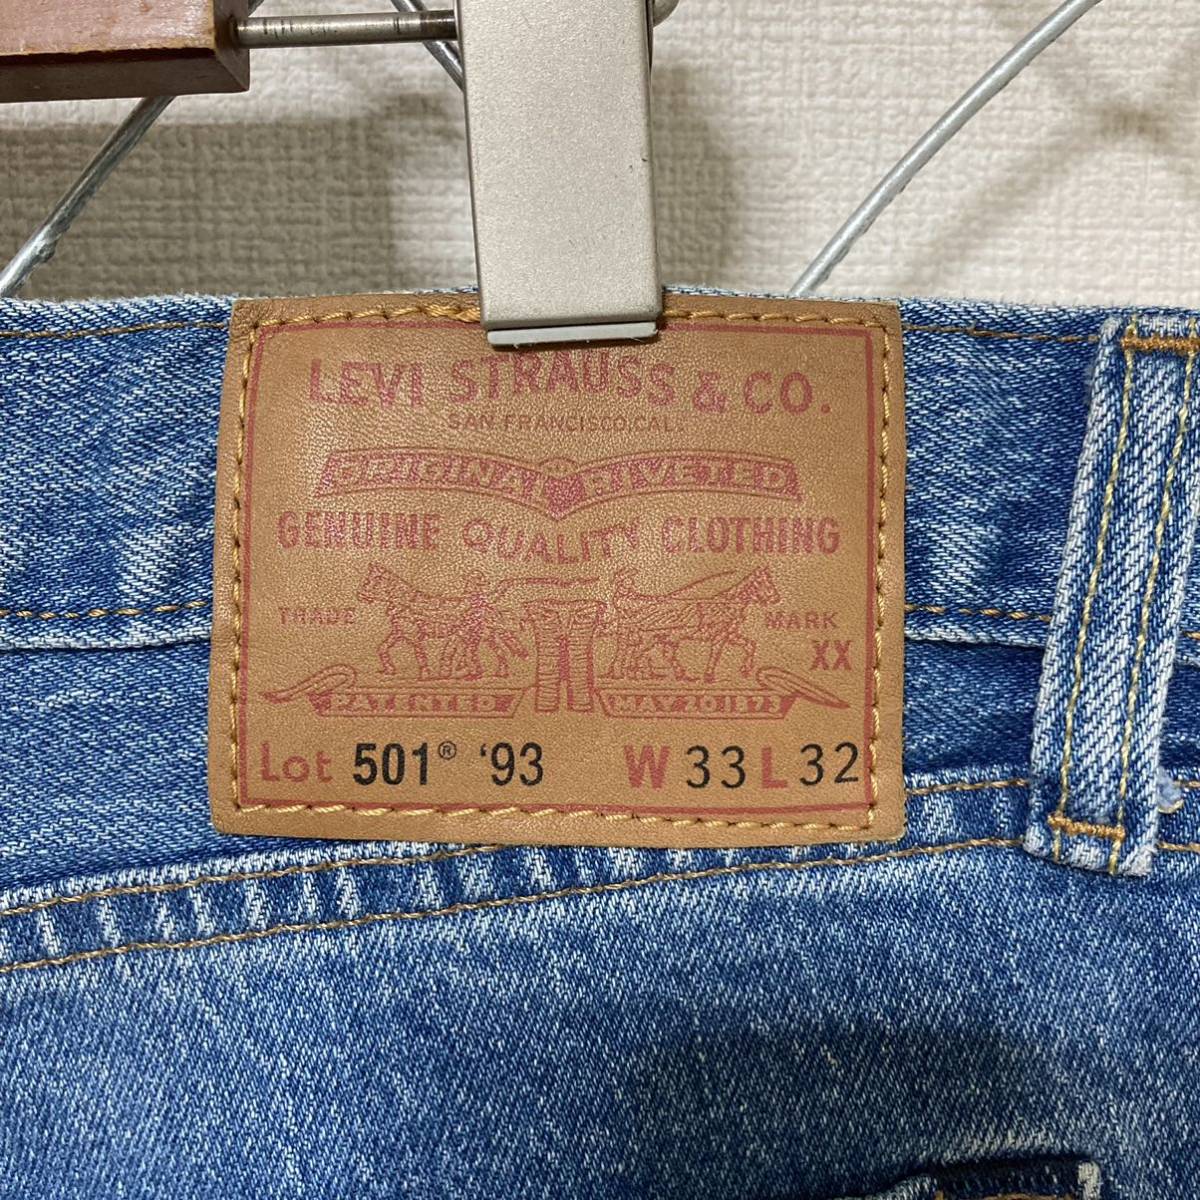 LEVI STRAUSS & CO.
SAN FRANCISCO, CAL.
ORIGINAL RIVETED
GENUINE QUALITY CLOTHING
TRADE MARK
XX
PATENTED MAY 20 1873
Lot 501® '93 W 33 L 32